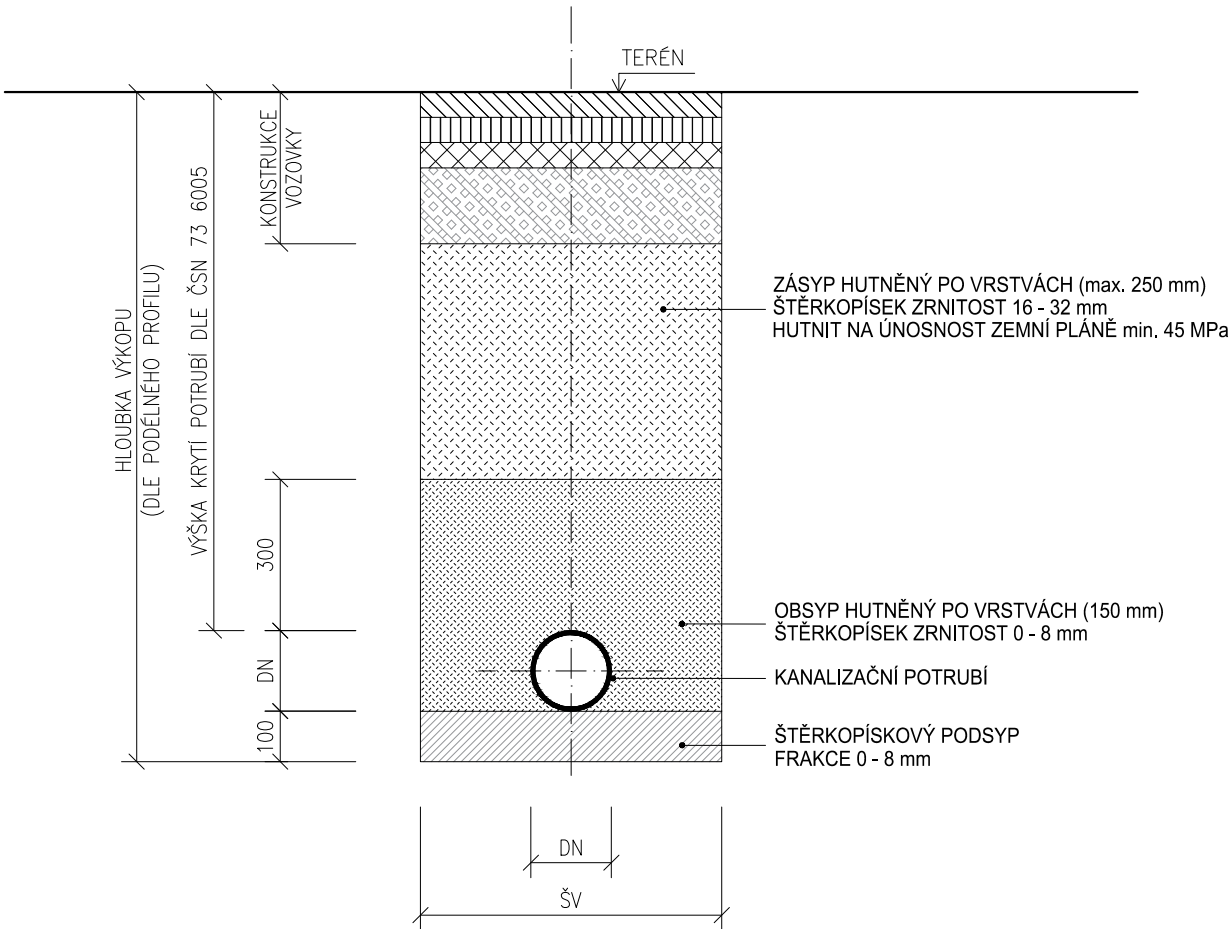 TERÉN
KONSTRUKCE
VOZOVKY
HLOUBKA VÝKOPU
(DLE PODÉLNÉHO PROFILU)
VÝŠKA KRYTÍ POTRUBÍ DLE ČSN 73 6005
ZÁSYP HUTNĚNÝ PO VRSTVÁCH (max. 250 mm)
ŠTĚRKOPÍSEK ZRNITOST 16 - 32 mm
HUTNIT NA ÚNOSNOST ZEMNÍ PLÁNĚ min. 45 MPa
300
OBSYP HUTNĚNÝ PO VRSTVÁCH (150 mm)
ŠTĚRKOPÍSEK ZRNITOST 0 - 8 mm
DN
KANALIZAČNÍ POTRUBÍ
100
ŠTĚRKOPÍSKOVÝ PODSYP
FRAKCE 0 - 8 mm
DN
ŠV